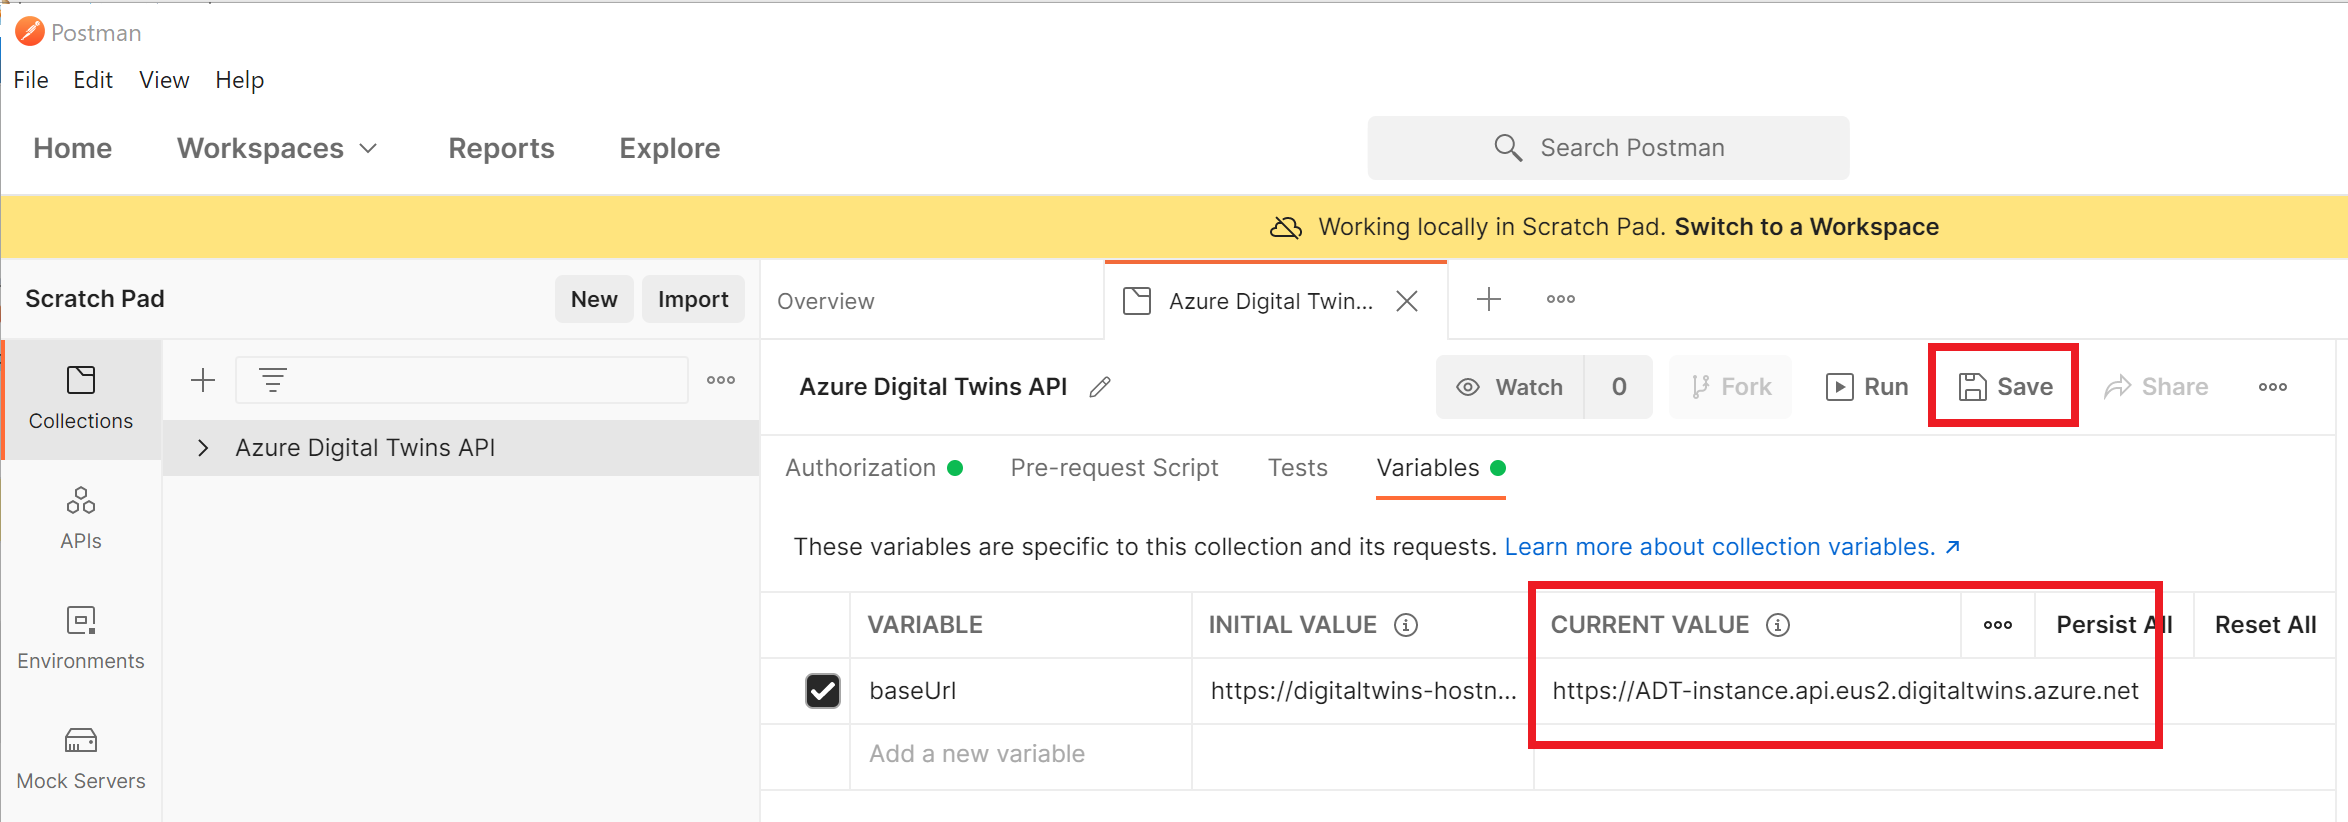 Postman
File Edit View Help
Home Workspaces Reports Explore Search Postman
Working locally in Scratch Pad. Switch to a Workspace
Scratch Pad New Import Overview Azure Digital Twin...
Azure Digital Twins API Watch 0 Fork Run Save Share
Collections
Azure Digital Twins API
Authorization Pre-request Script Tests Variables
APIs
These variables are specific to this collection and its requests. Learn more about collection variables.
VARIABLE INITIAL VALUE CURRENT VALUE Persist All Reset All
Environments
baseUrl https://digitaltwins-hostn... https://ADT-instance.api.eus2.digitaltwins.azure.net
Add a new variable
Mock Servers